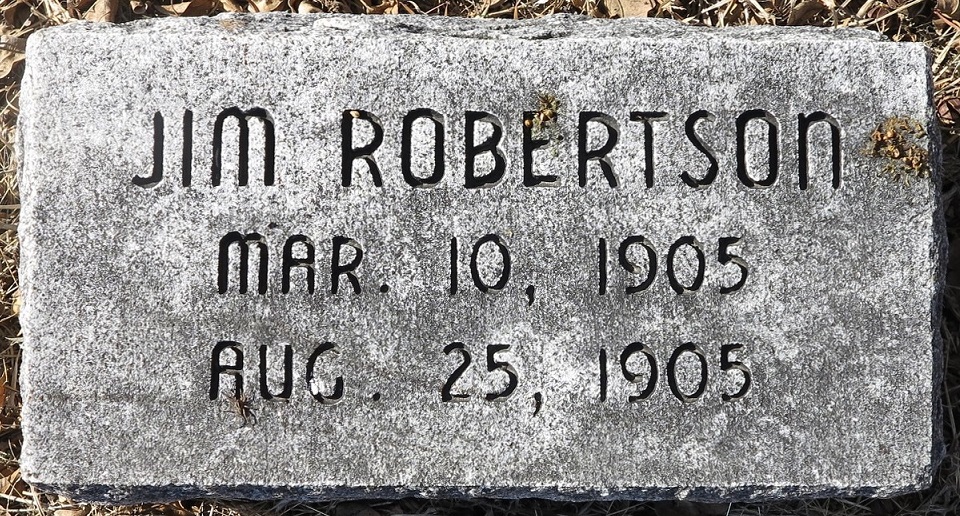 JIM ROBERTSON
MAR. 10, 1905
AUG. 25, 1905